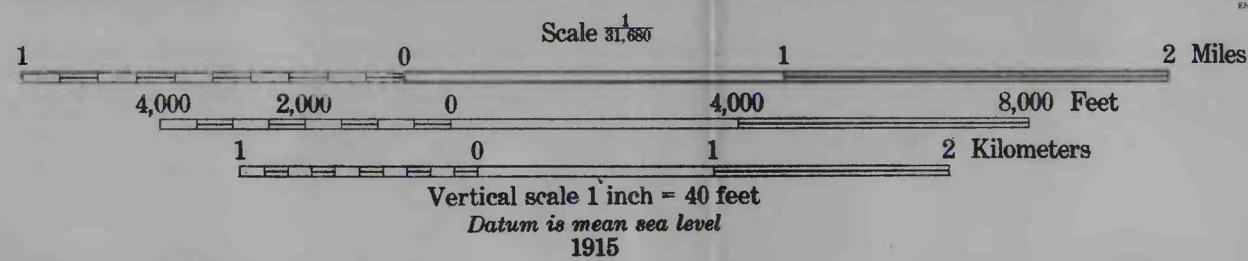 Scale 1/31,680
1 0 1 2 Miles
4,000 2,000 0 4,000 8,000 Feet
1 0 1 2 Kilometers
Vertical scale 1 inch = 40 feet
Datum is mean sea level
1915